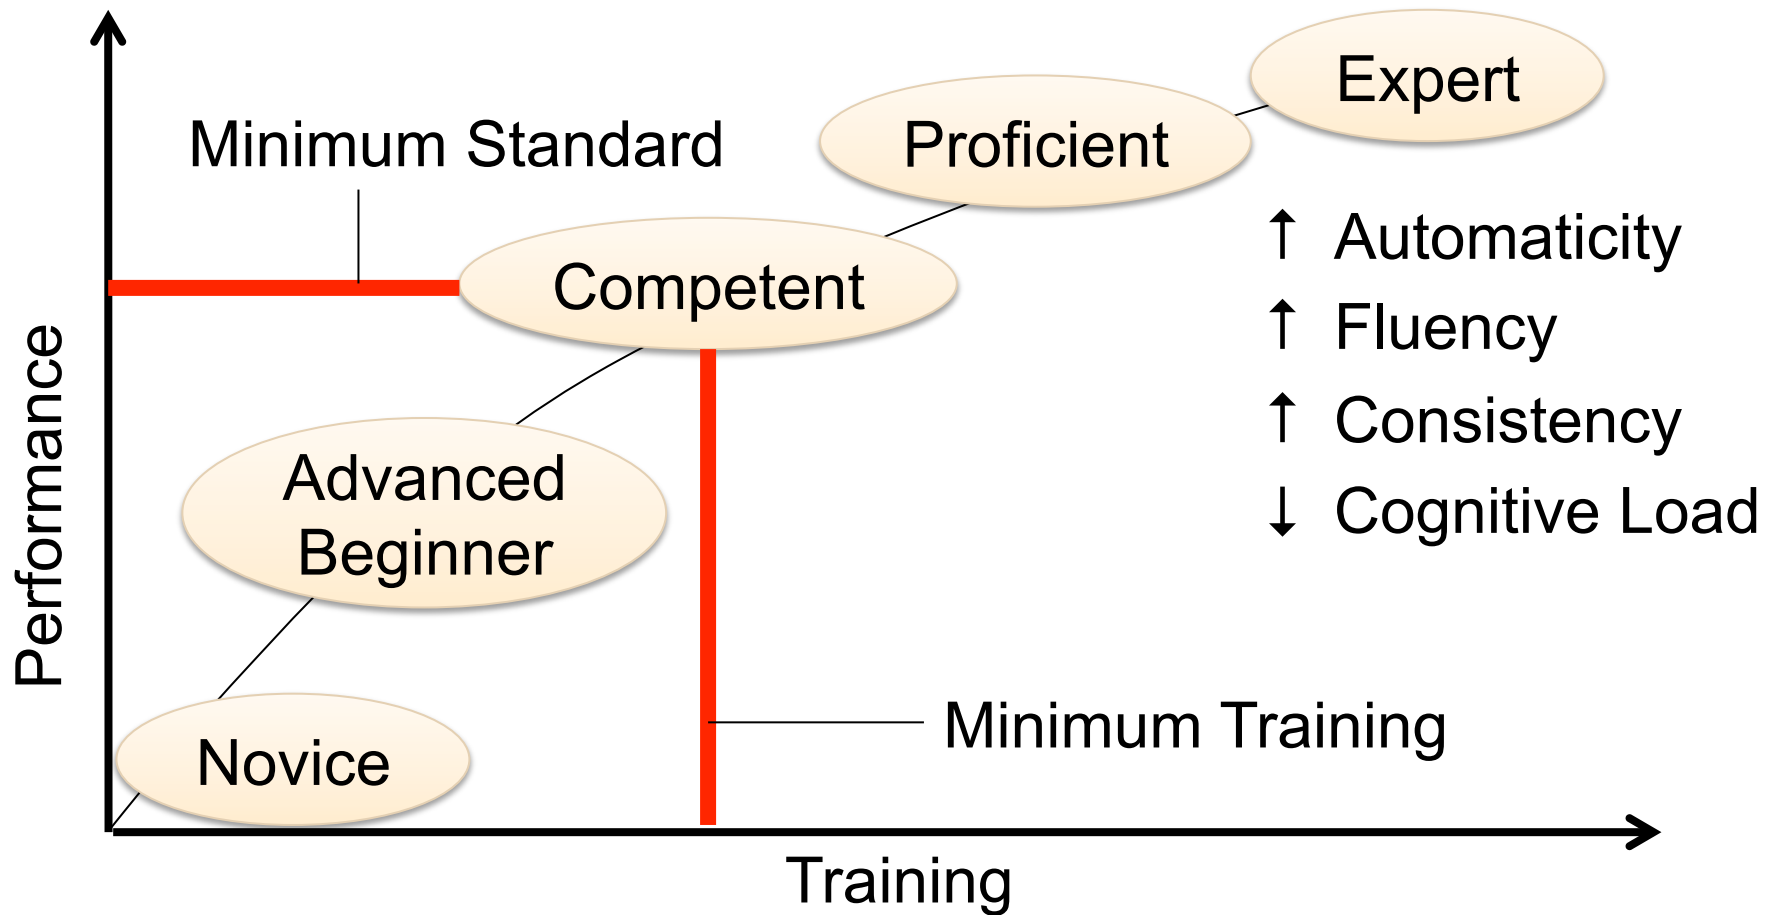 Expert
Minimum Standard
Proficient
↑ Automaticity
Competent
↑ Fluency
↑ Consistency
Advanced
Beginner
↓ Cognitive Load
Performance
Minimum Training
Novice
Training